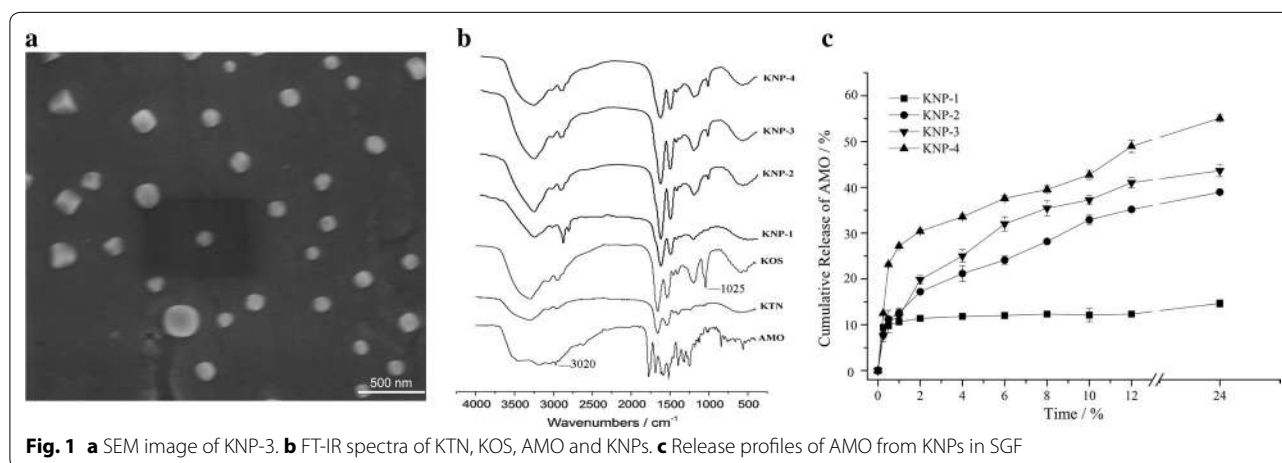 a
500 nm
b
KNP-4
KNP-3
KNP-2
KNP-1
KOS
1025
KTN
AMO
3020
4000 3500 3000 2500 2000 1500 1000 500
Wavenumbers / cm⁻¹
c
Cumulative Release of AMO / %
60
50
40
30
20
10
0
KNP-1
KNP-2
KNP-3
KNP-4
0 2 4 6 8 10 12 24
Time / %
Fig. 1 a SEM image of KNP-3. b FT-IR spectra of KTN, KOS, AMO and KNPs. c Release profiles of AMO from KNPs in SGF